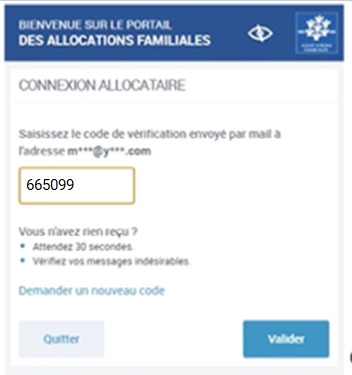 BIENVENUE SUR LE PORTAIL
DES ALLOCATIONS FAMILIALES
CONNEXION ALLOCATAIRE
Saisissez le code de vérification envoyé par mail à
l'adresse m***@y***.com
665099
Vous n'avez rien reçu ?
• Attendez 30 secondes.
• Vérifiez vos messages indésirables.
Demander un nouveau code
Quitter
Valider